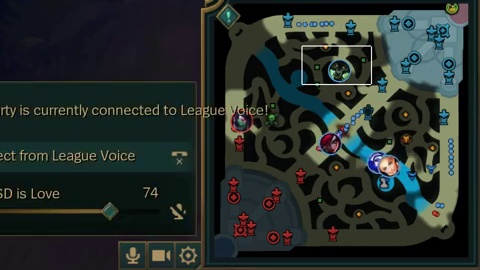 rty is currently connected to League Voice!
ect from League Voice
SD is Love 74